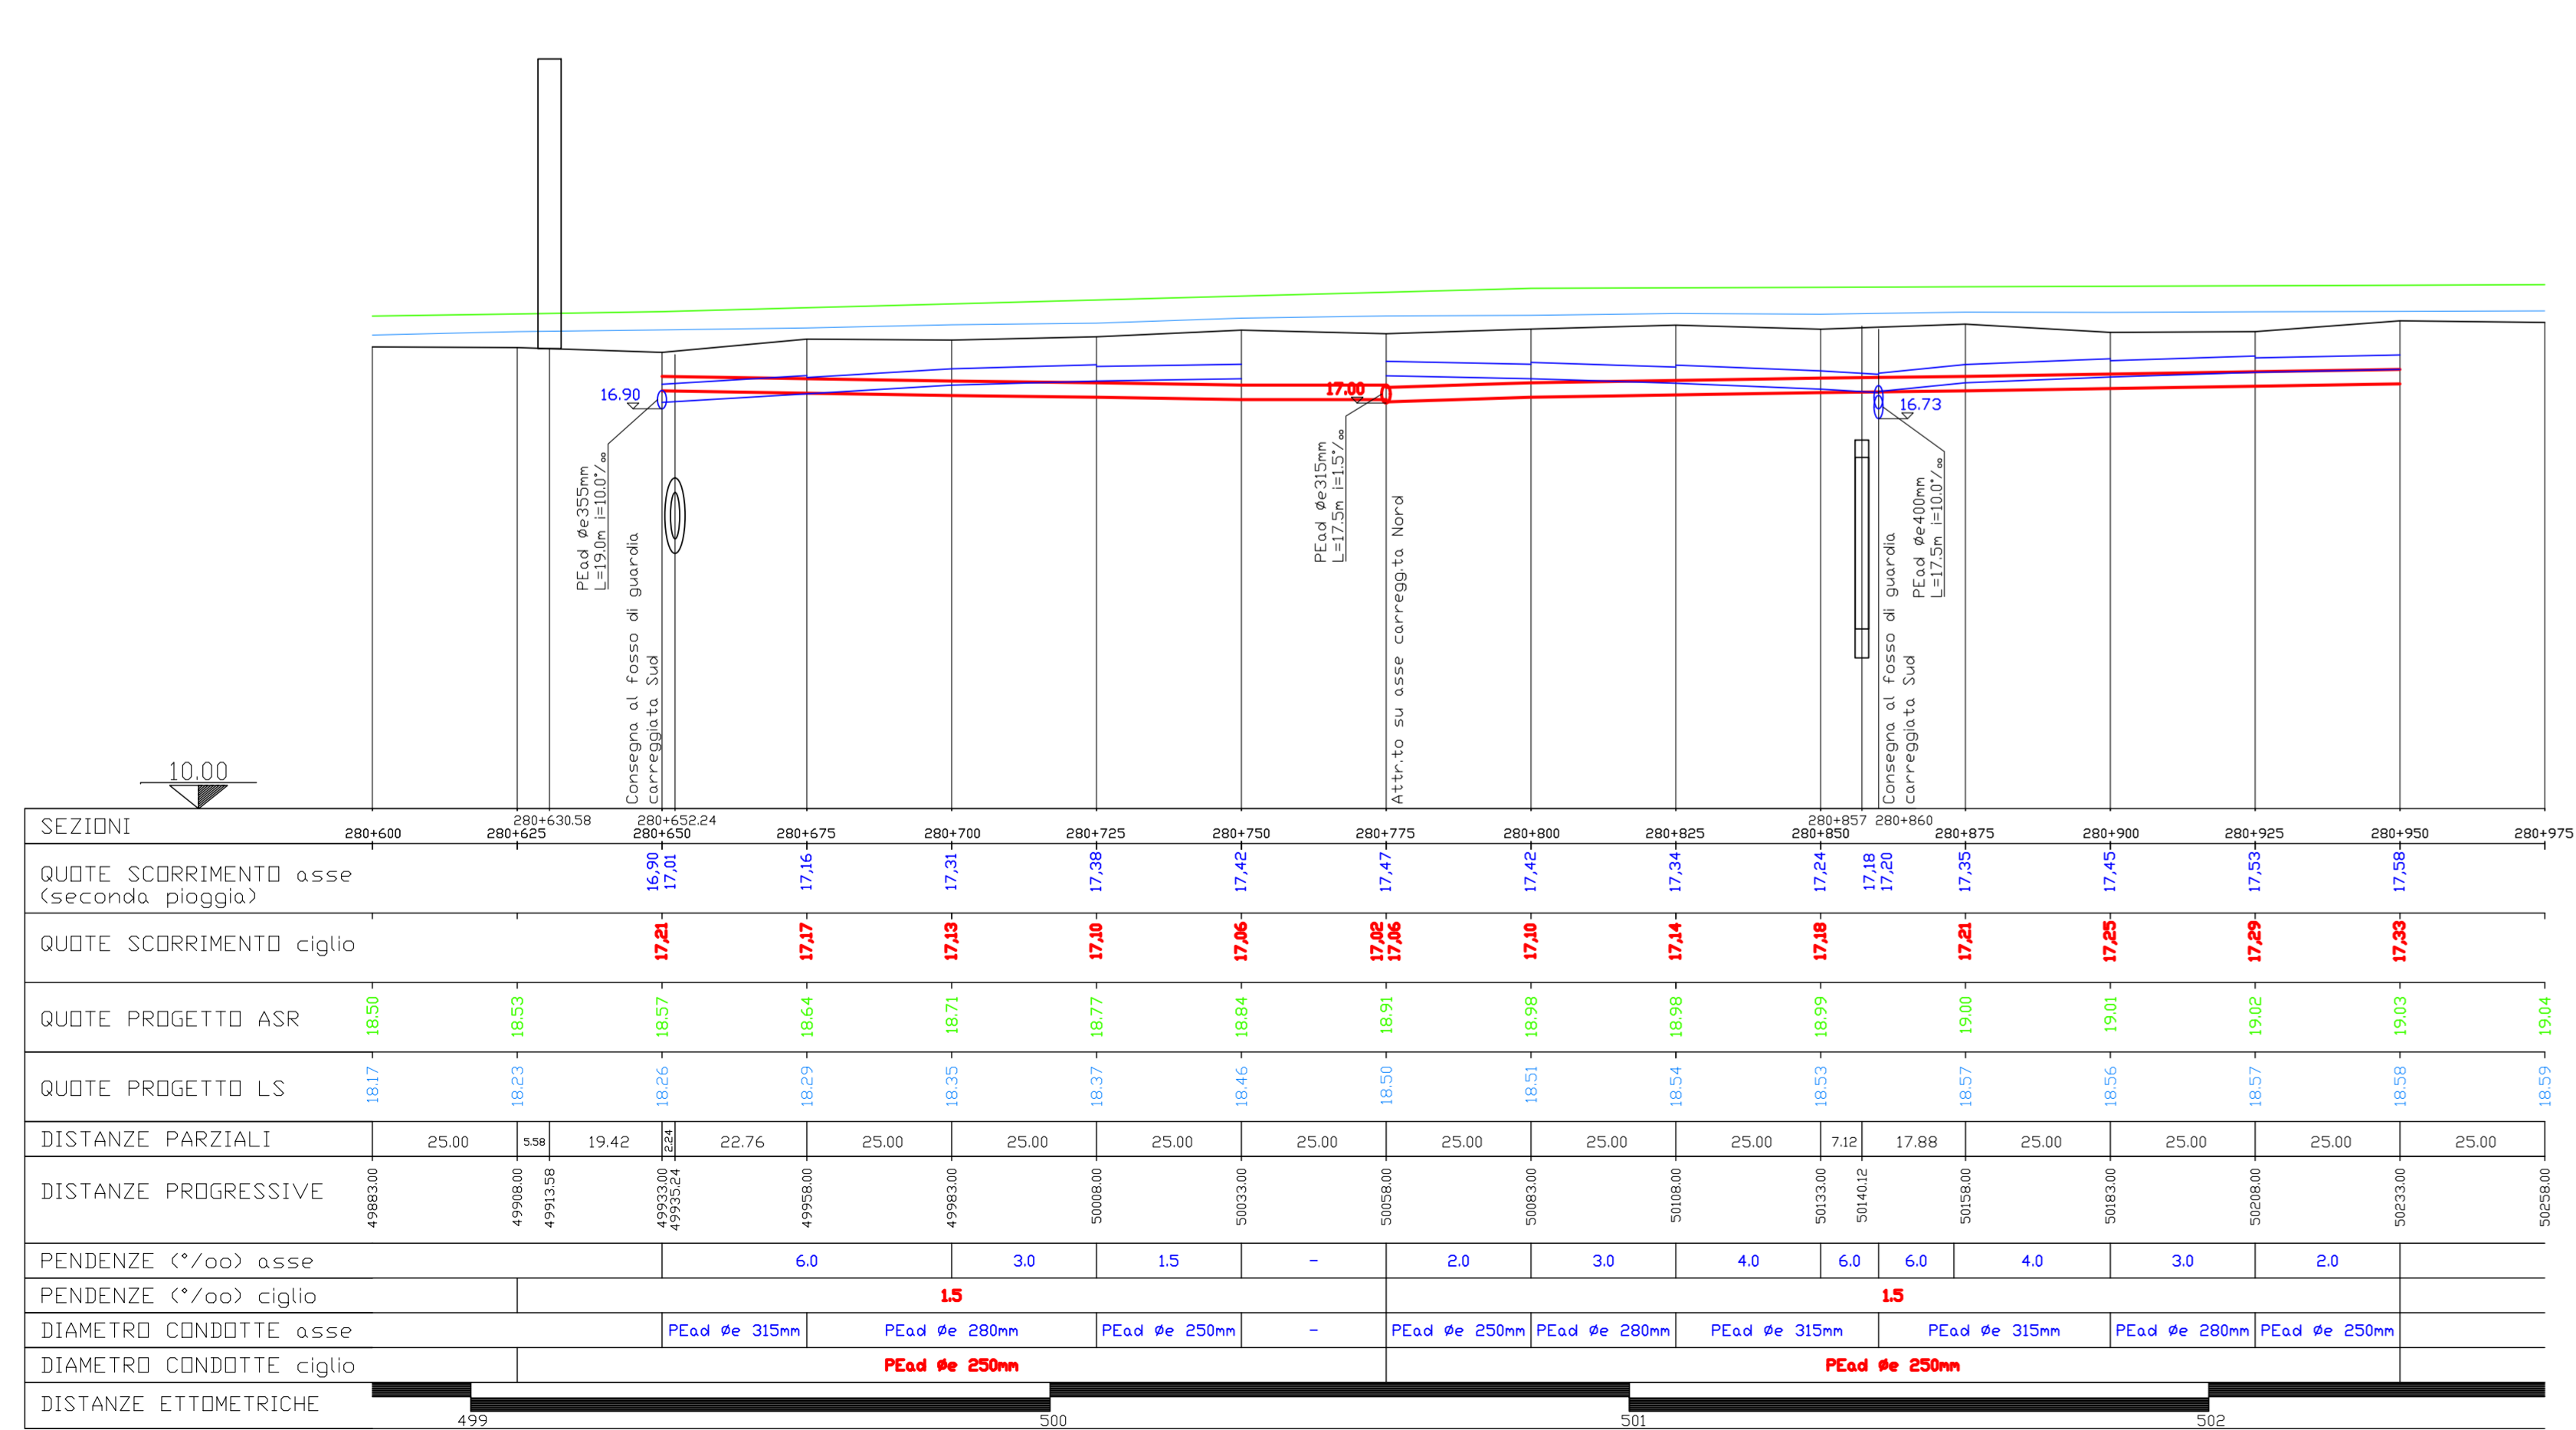 16.90
17.00
16.73
PEad Øe355mm
L=19.0m i=10.0°/oo
Consegna al fosso di guardia
carreggiata Sud
PEad Øe315mm
L=17.5m i=1.5°/oo
Attr.to su asse carregg.ta Nord
Consegna al fosso di guardia
carreggiata Sud
PEad Øe400mm
L=17.5m i=10.0°/oo
10.00
SEZIONI
280+630.58 280+652.24 280+857 280+860
280+600 280+625 280+650 280+675 280+700 280+725 280+750 280+775 280+800 280+825 280+850 280+875 280+900 280+925 280+950 280+975
QUOTE SCORRIMENTO asse
(seconda pioggia)
16,90 17,01 17,16 17,31 17,38 17,42 17,47 17,42 17,34 17,24 17,18 17,20 17,35 17,45 17,53 17,58
QUOTE SCORRIMENTO ciglio
17,21 17,17 17,13 17,10 17,06 17,02 17,06 17,10 17,14 17,18 17,21 17,25 17,29 17,33
QUOTE PROGETTO ASR
18.50 18.53 18.57 18.64 18.71 18.77 18.84 18.91 18.98 18.98 18.99 19.00 19.01 19.02 19.03 19.04
QUOTE PROGETTO LS
18.17 18.23 18.26 18.29 18.35 18.37 18.46 18.50 18.51 18.54 18.53 18.57 18.56 18.57 18.58 18.59
DISTANZE PARZIALI
25.00 5.58 19.42 2.24 22.76 25.00 25.00 25.00 25.00 25.00 25.00 25.00 7.12 17.88 25.00 25.00 25.00 25.00
DISTANZE PROGRESSIVE
49883.00 49908.00 49913.58 49933.00 49935.24 49958.00 49983.00 50008.00 50033.00 50058.00 50083.00 50108.00 50133.00 50140.12 50158.00 50183.00 50208.00 50233.00 50258.00
PENDENZE (°/oo) asse
6.0 3.0 1.5 - 2.0 3.0 4.0 6.0 6.0 4.0 3.0 2.0
PENDENZE (°/oo) ciglio
1.5 1.5
DIAMETRO CONDOTTE asse
PEad Øe 315mm PEad Øe 280mm PEad Øe 250mm - PEad Øe 250mm PEad Øe 280mm PEad Øe 315mm PEad Øe 315mm PEad Øe 280mm PEad Øe 250mm
DIAMETRO CONDOTTE ciglio
PEad Øe 250mm PEad Øe 250mm
DISTANZE ETTOMETRICHE
499 500 501 502